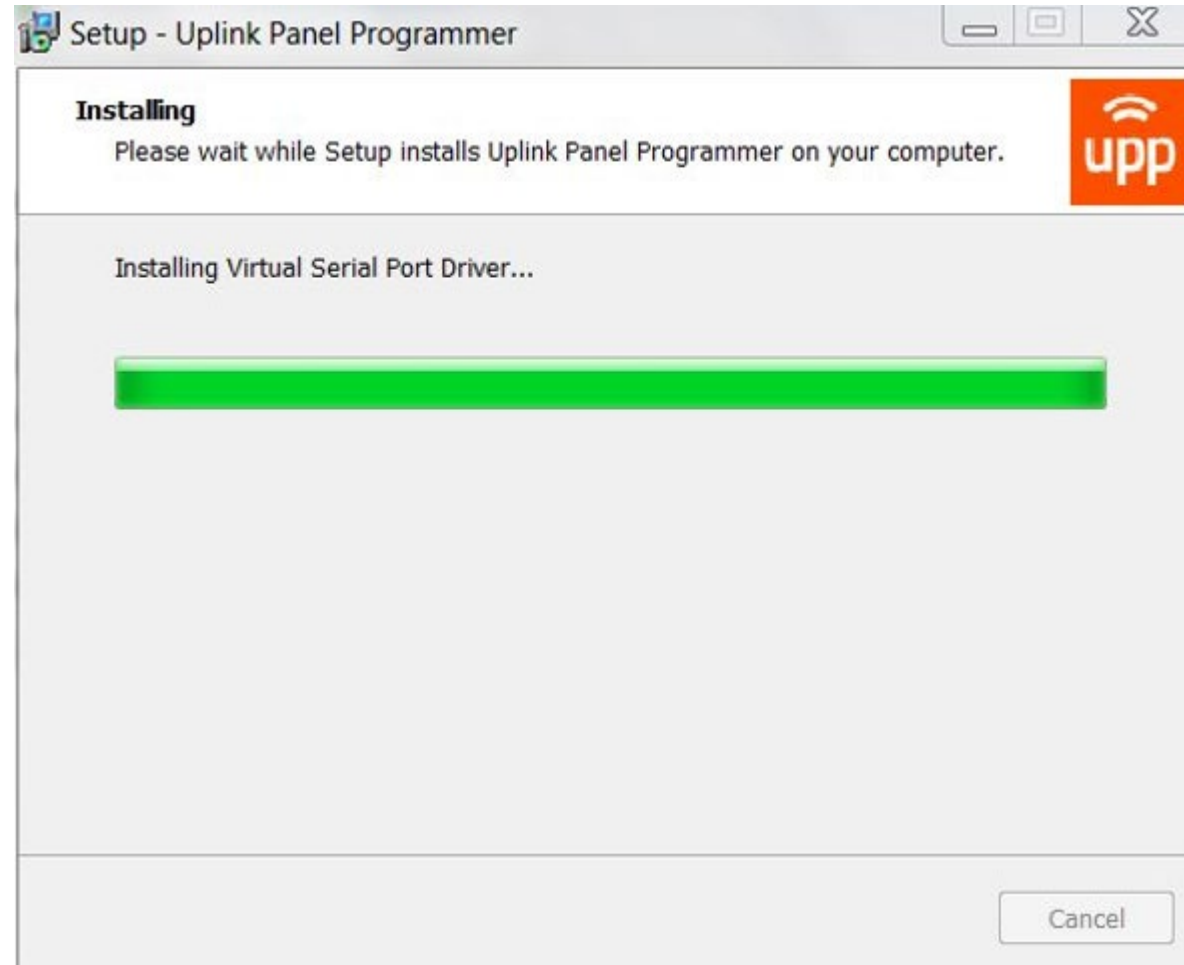 Setup - Uplink Panel Programmer
Installing
Please wait while Setup installs Uplink Panel Programmer on your computer.
upp
Installing Virtual Serial Port Driver...
Cancel